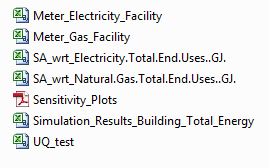 Meter_Electricity_Facility
Meter_Gas_Facility
SA_wrt_Electricity.Total.End.Uses..GJ.
SA_wrt_Natural.Gas.Total.End.Uses..GJ.
Sensitivity_Plots
Simulation_Results_Building_Total_Energy
UQ_test